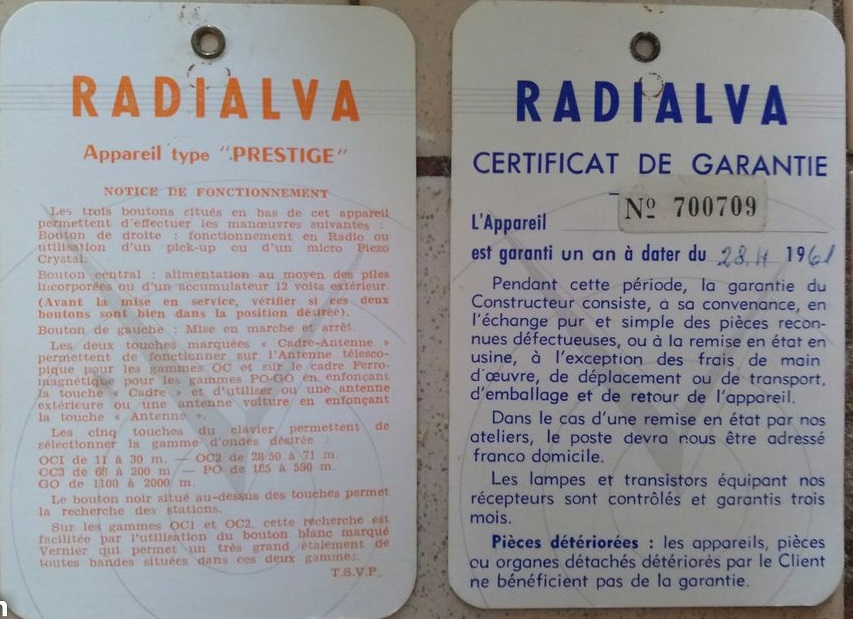 RADIALVA
Appareil type "PRESTIGE"
NOTICE DE FONCTIONNEMENT
Les trois boutons situés en bas de cet appareil
permettent d'effectuer les manœuvres suivantes :
Bouton de droite : fonctionnement en Radio ou
utilisation d'un pick-up ou d'un micro Piezo
Crystal.
Bouton central : alimentation au moyen des piles
incorporées ou d'un accumulateur 12 volts extérieur.
(Avant la mise en service, vérifier si ces deux
boutons sont bien dans la position désirée).
Bouton de gauche : Mise en marche et arrêt.
Les deux touches marquées « Cadre-Antenne »
permettent de fonctionner sur l'Antenne télesco-
pique pour les gammes OC et sur le cadre Ferro-
magnétique pour les gammes PO-GO en enfonçant
la touche « Cadre » et d'utiliser ou une antenne
extérieure ou une antenne voiture en enfonçant
la touche « Antenne ».
Les cinq touches du clavier permettent de
sélectionner la gamme d'ondes désirée :
OC1 de 11 à 30 m. — OC2 de 28,50 à 71 m.
OC3 de 68 à 200 m — PO de 185 à 590 m.
GO de 1100 à 2000 m.
Le bouton noir situé au-dessus des touches permet
la recherche des stations.
Sur les gammes OC1 et OC2, cette recherche est
facilitée par l'utilisation du bouton blanc marqué
Vernier qui permet un très grand étalement de
toutes bandes situées dans ces deux gammes.
T.S.V.P.
RADIALVA
CERTIFICAT DE GARANTIE
L'Appareil Nº 700709
est garanti un an à dater du 28.11 1961
Pendant cette période, la garantie du
Constructeur consiste, à sa convenance, en
l'échange pur et simple des pièces recon-
nues défectueuses, ou à la remise en état en
usine, à l'exception des frais de main
d'œuvre, de déplacement ou de transport,
d'emballage et de retour de l'appareil.
Dans le cas d'une remise en état par nos
ateliers, le poste devra nous être adressé
franco domicile.
Les lampes et transistors équipant nos
récepteurs sont contrôlés et garantis trois
mois.
Pièces détériorées : les appareils, pièces
ou organes détachés détériorés par le Client
ne bénéficient pas de la garantie.